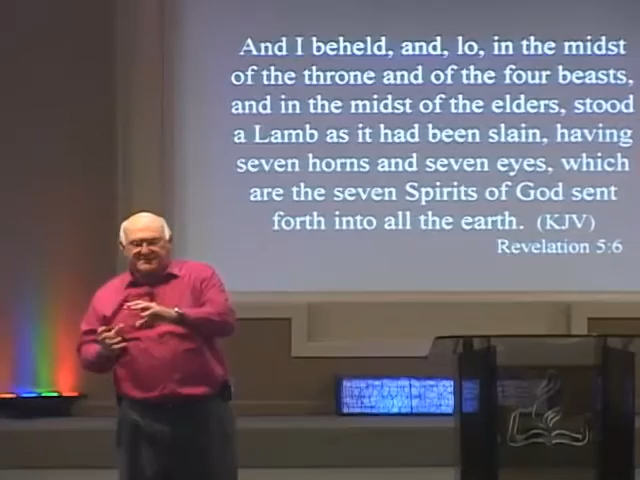 And I beheld, and, lo, in the midst
of the throne and of the four beasts,
and in the midst of the elders, stood
a Lamb as it had been slain, having
seven horns and seven eyes, which
are the seven Spirits of God sent
forth into all the earth. (KJV)
Revelation 5:6